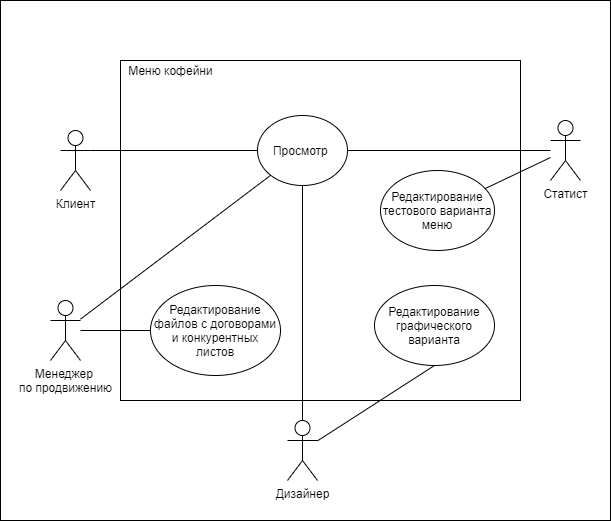 Меню кофейни
Просмотр
Клиент
Статист
Редактирование
тестового варианта
меню
Редактирование
файлов с договорами
и конкурентных
листов
Редактирование
графического
варианта
Менеджер
по продвижению
Дизайнер